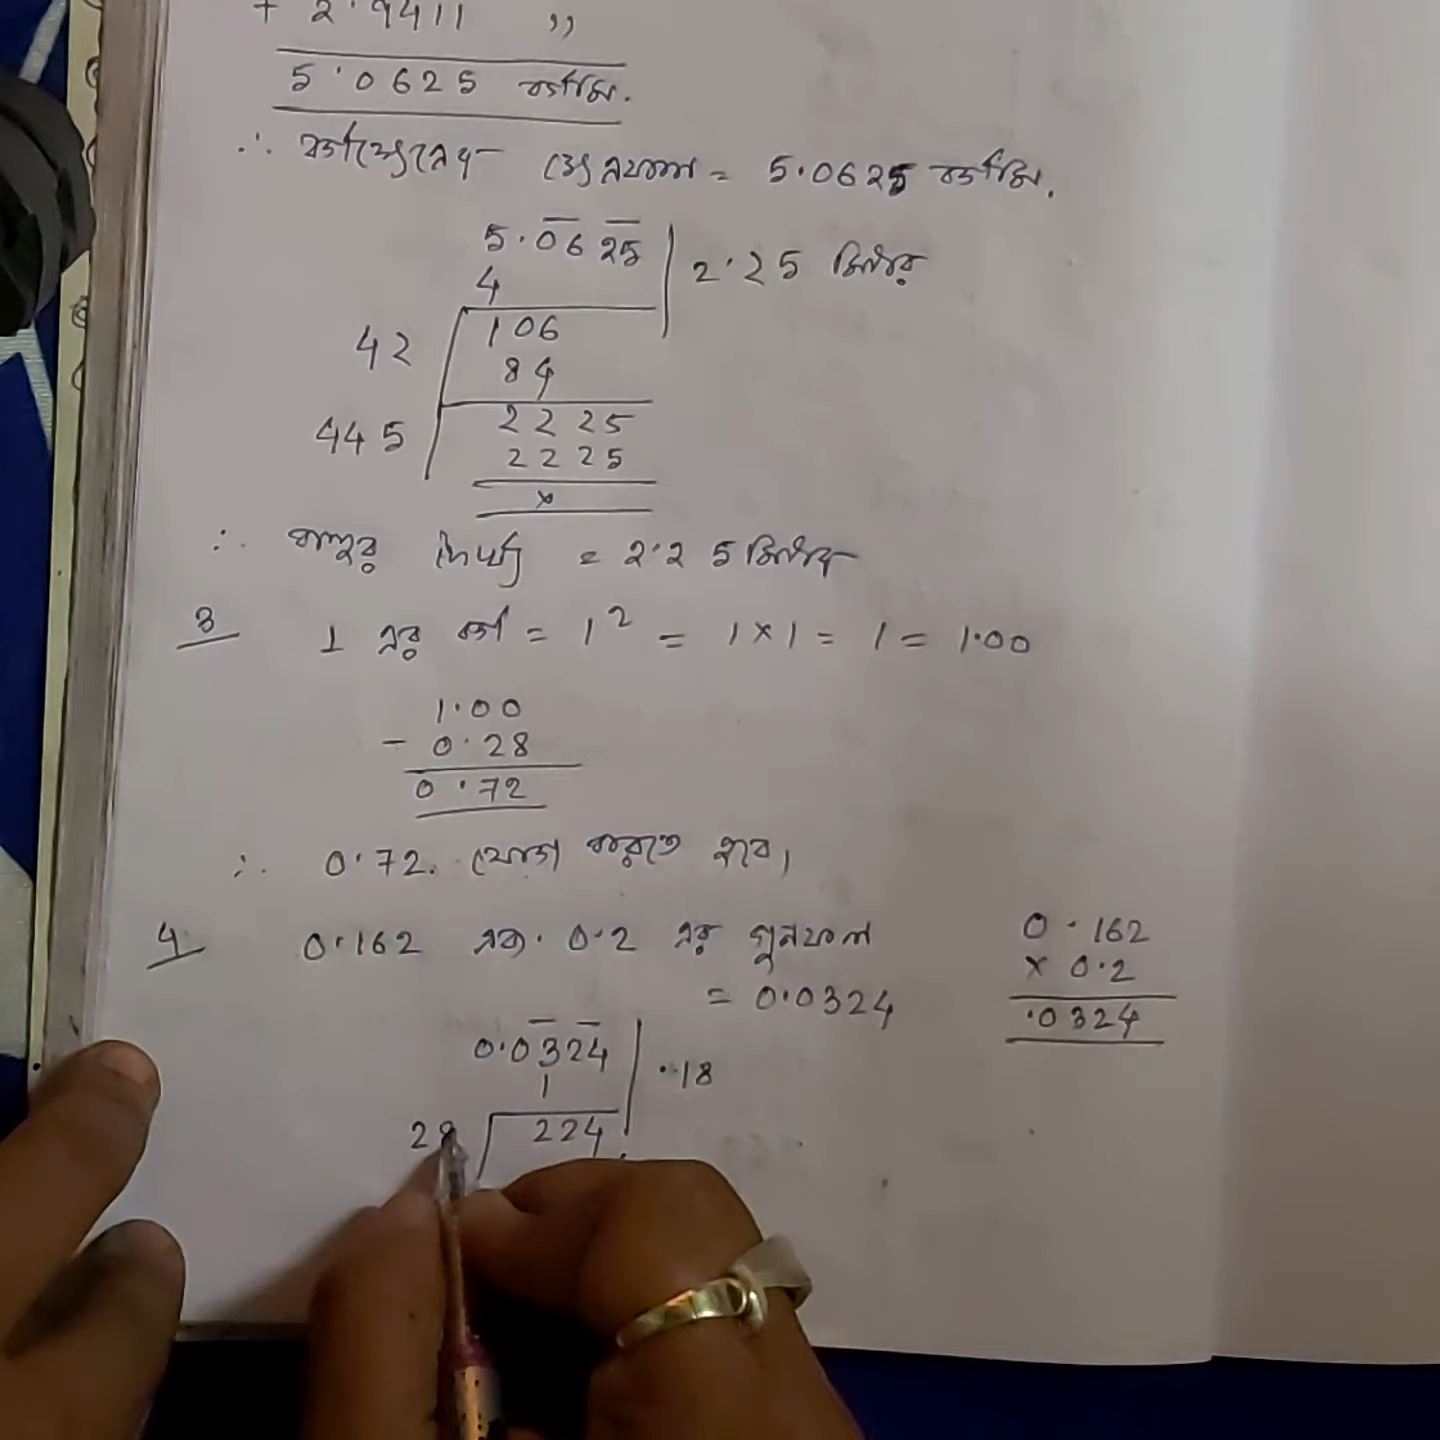 + 2.9411 ,,
5.0625 বর্গমি.
∴ বর্গক্ষেত্রের ক্ষেত্রফল = 5.0625 বর্গমি.
5.0625 | 2.25 মিটার
4
42 106
84
445 2225
2225
×
∴ বাহুর দৈর্ঘ্য = 2.25 মিটার
3 1 এর বর্গ = 1² = 1×1 = 1 = 1.00
1.00
- 0.28
0.72
∴ 0.72. যোগ করতে হবে।
4 0.162 এবং 0.2 এর গুনফল
= 0.0324
0.162
× 0.2
.0324
0.0324 | .18
1
28 224